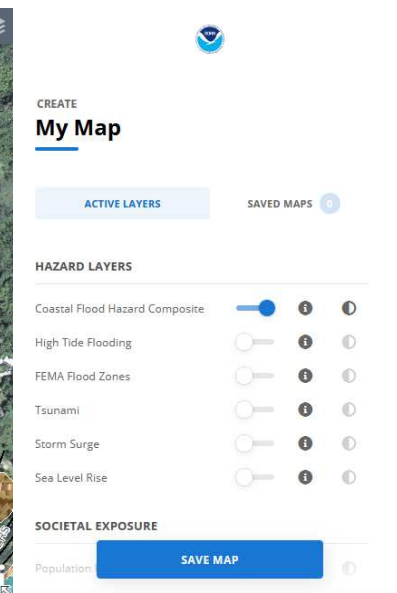 CREATE
My Map
ACTIVE LAYERS
SAVED MAPS 0
HAZARD LAYERS
Coastal Flood Hazard Composite
High Tide Flooding
FEMA Flood Zones
Tsunami
Storm Surge
Sea Level Rise
SOCIETAL EXPOSURE
Population
SAVE MAP